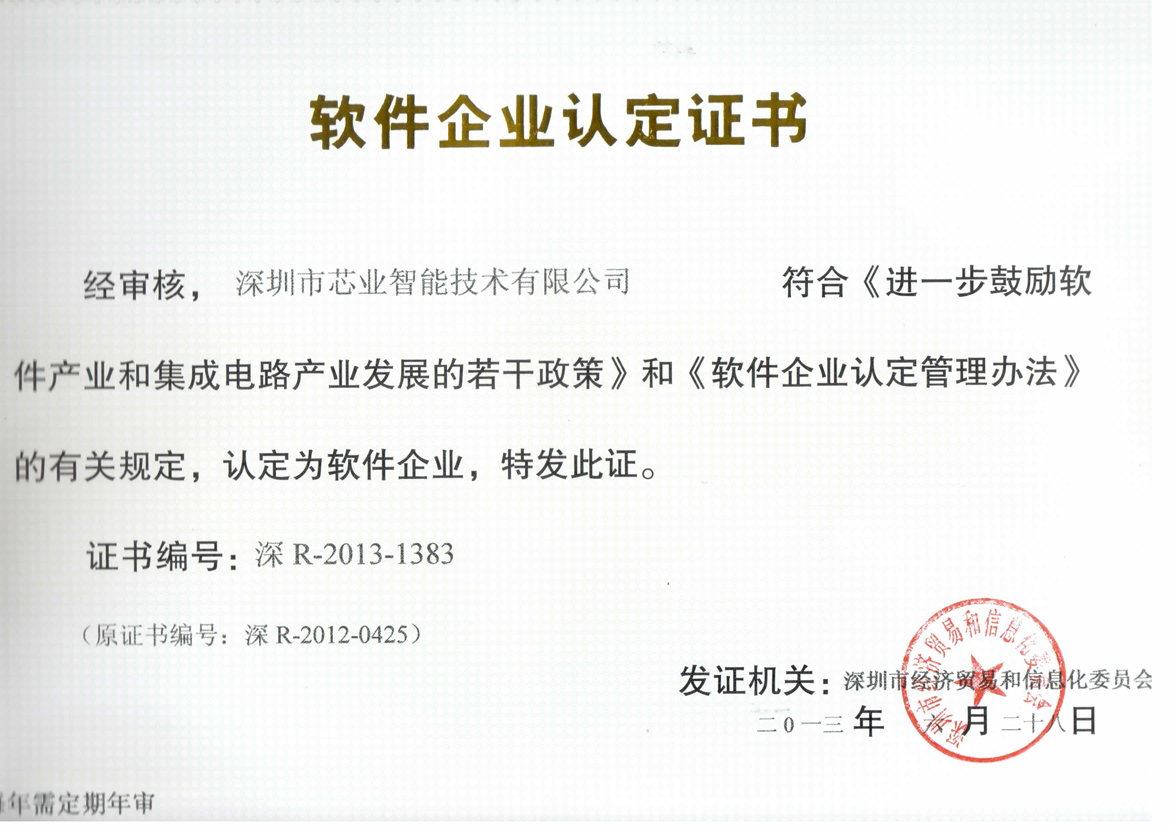 软件企业认定证书
经审核， 深圳市芯业智能技术有限公司 符合《进一步鼓励软
件产业和集成电路产业发展的若干政策》和《软件企业认定管理办法》
的有关规定，认定为软件企业，特发此证。
证书编号：深 R-2013-1383
（原证书编号：深 R-2012-0425）
发证机关：深圳市经济贸易和信息化委员会
二0一三年 六月二十八日
深圳市经济贸易和信息化委员会
年需定期年审